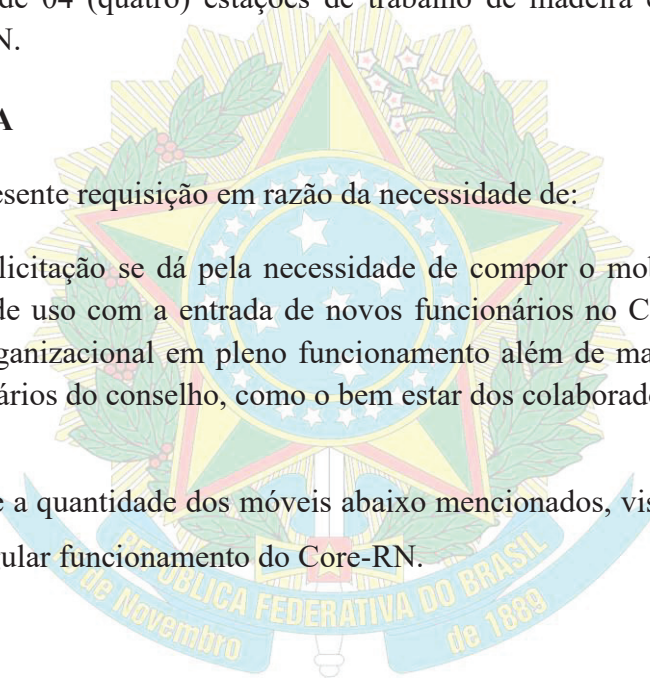 de 04 (quatro) estações de trabalho de madeira
N.
A
esente requisição em razão da necessidade de:
licitação se dá pela necessidade de compor o mob
de uso com a entrada de novos funcionários no C
ganizacional em pleno funcionamento além de ma
ários do conselho, como o bem estar dos colaborado
e a quantidade dos móveis abaixo mencionados, vis
gular funcionamento do Core-RN.
REPÚBLICA FEDERATIVA DO BRASIL
de Novembro
de 1889